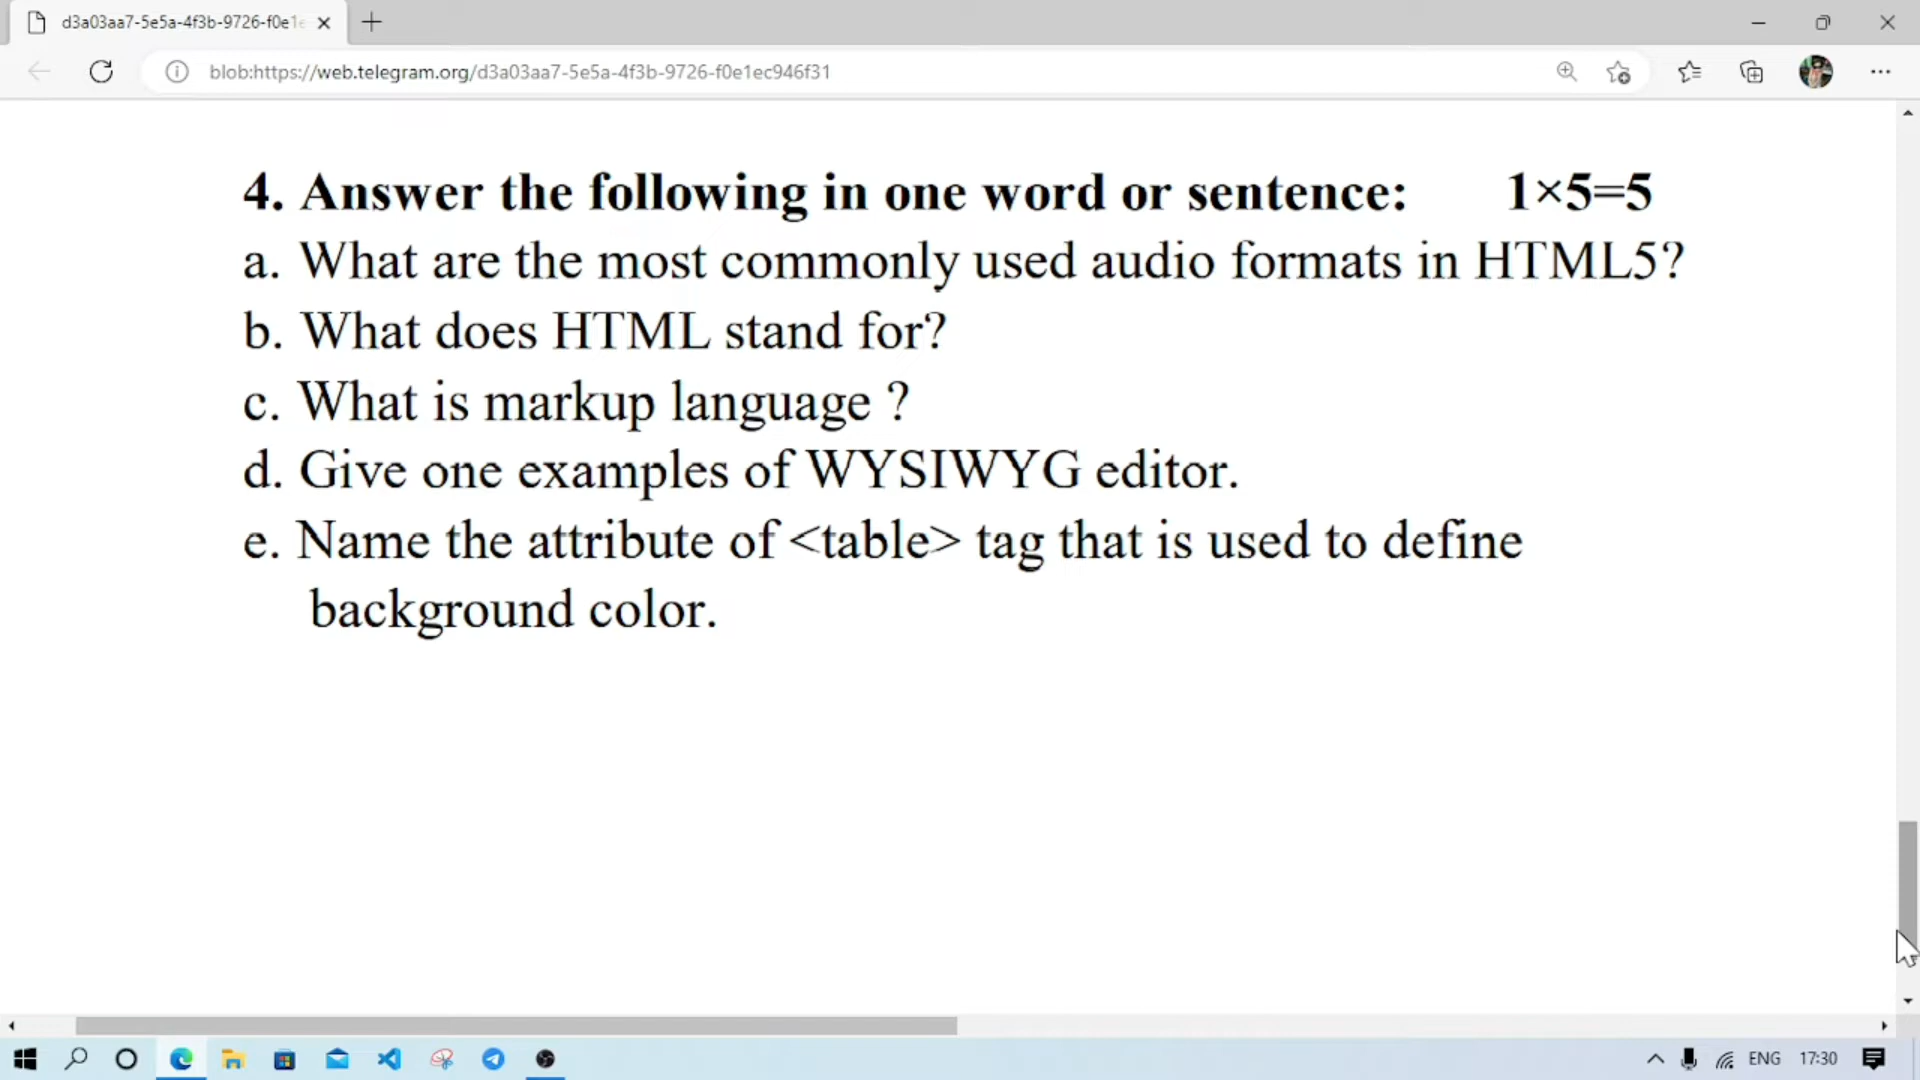 d3a03aa7-5e5a-4f3b-9726-f0e1e
blob:https://web.telegram.org/d3a03aa7-5e5a-4f3b-9726-f0e1ec946f31
4. Answer the following in one word or sentence: 1×5=5
a. What are the most commonly used audio formats in HTML5?
b. What does HTML stand for?
c. What is markup language ?
d. Give one examples of WYSIWYG editor.
e. Name the attribute of <table> tag that is used to define
background color.
ENG 17:30